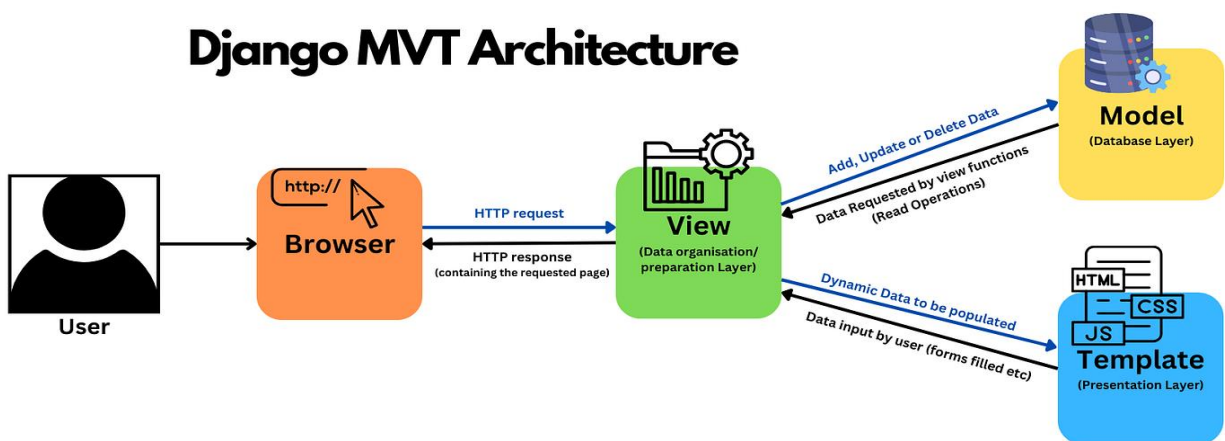 Django MVT Architecture
User
http://
Browser
HTTP request
HTTP response
(containing the requested page)
View
(Data organisation/
preparation Layer)
Add, Update or Delete Data
Data Requested by view functions
(Read Operations)
Model
(Database Layer)
Dynamic Data to be populated
Data input by user (forms filled etc)
HTML
CSS
JS
Template
(Presentation Layer)